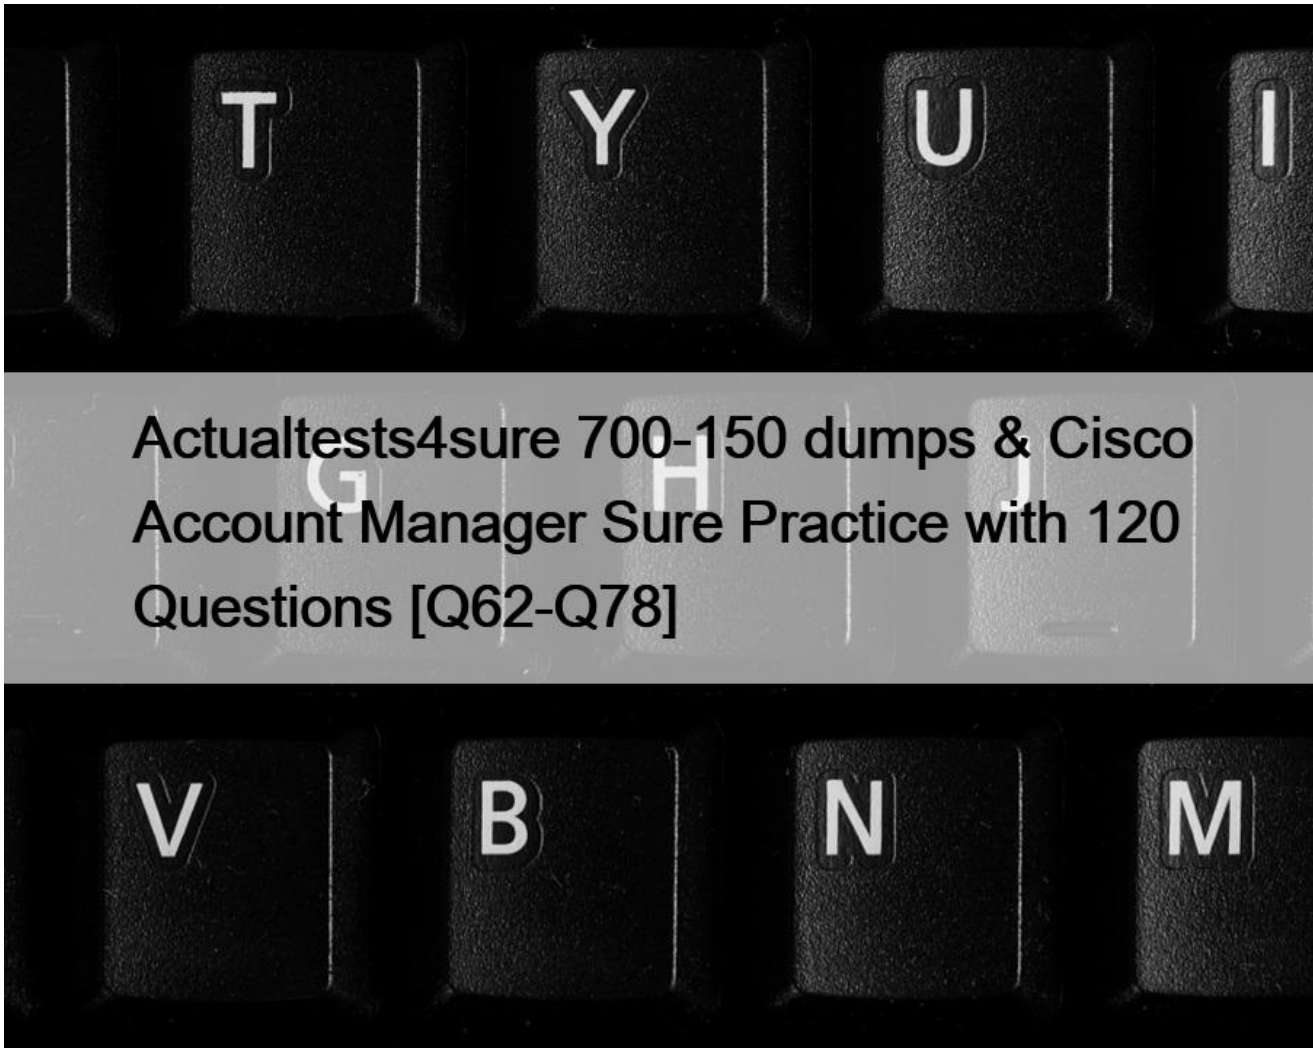 T Y U I
G H J
Actualtests4sure 700-150 dumps & Cisco
Account Manager Sure Practice with 120
Questions [Q62-Q78]
V B N M